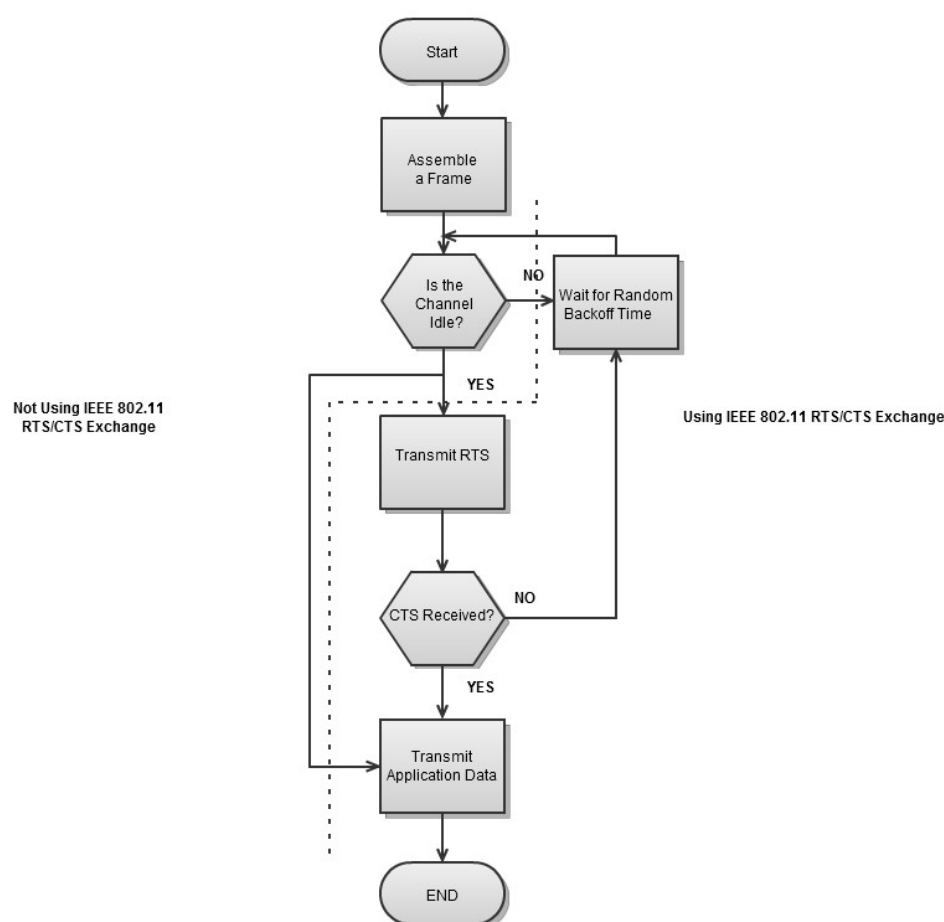 Start
Assemble
a Frame
Is the
Channel
Idle?
NO
Wait for Random
Backoff Time
YES
Not Using IEEE 802.11
RTS/CTS Exchange
Using IEEE 802.11 RTS/CTS Exchange
Transmit RTS
CTS Received?
NO
YES
Transmit
Application Data
END